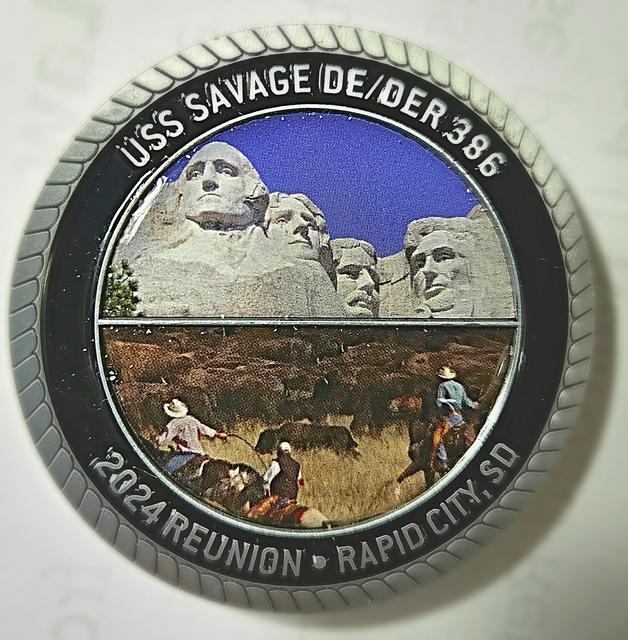 USS SAVAGE DE/DER 386
2024 REUNION • RAPID CITY, SD